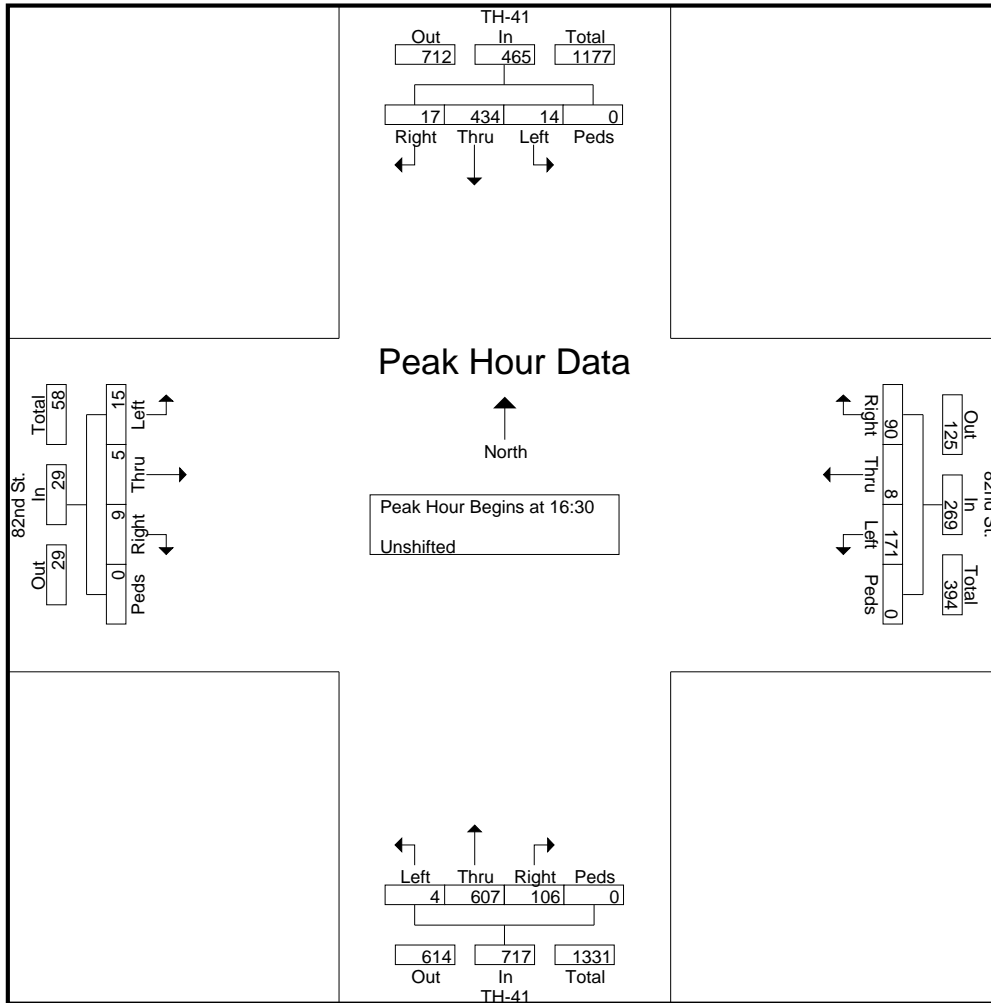 TH-41
Out In Total
712 465 1177
17 434 14 0
Right Thru Left Peds
Peak Hour Data
North
Peak Hour Begins at 16:30
Unshifted
82nd St.
Total In Out
58 29 29
15 5 9 0
Left Thru Right Peds
82nd St.
Out In Total
125 269 394
90 8 171 0
Right Thru Left Peds
Left Thru Right Peds
4 607 106 0
614 717 1331
Out In Total
TH-41